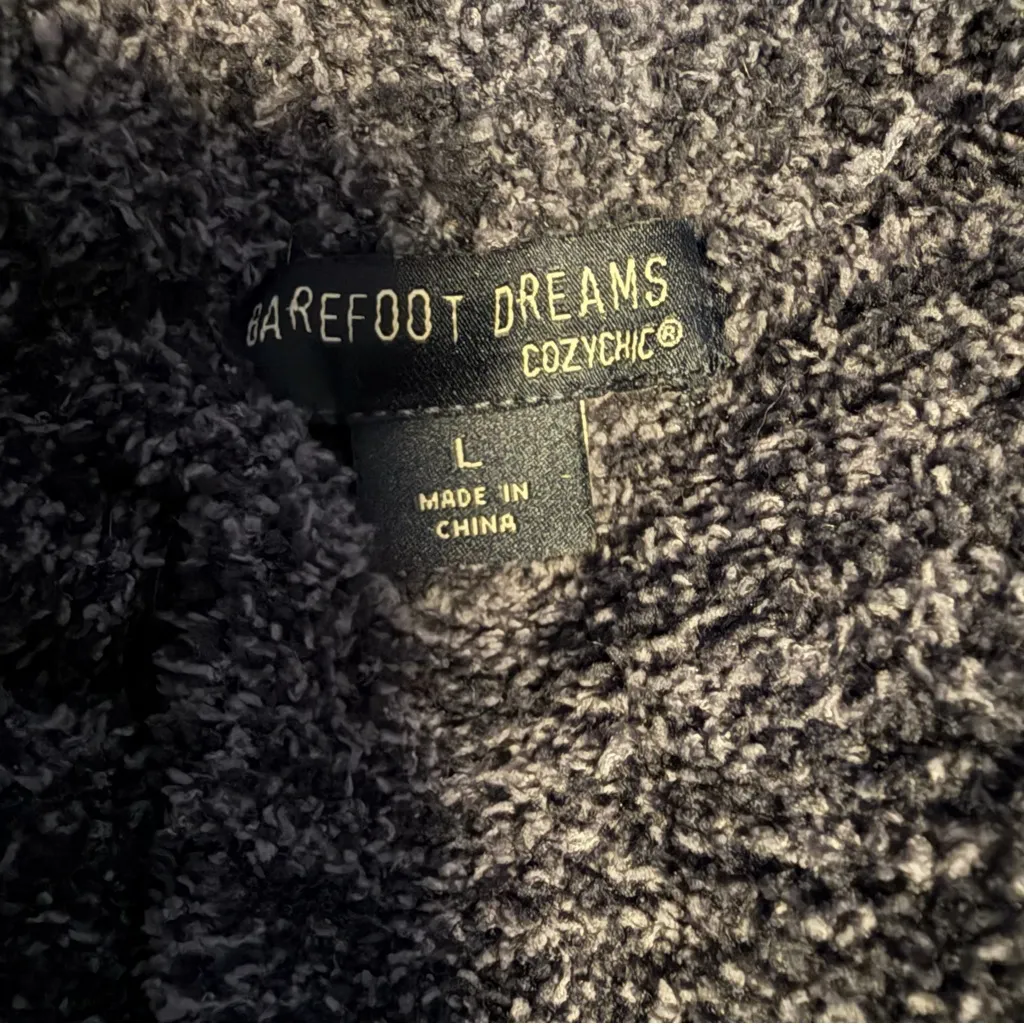 BAREFOOT DREAMS
COZYCHIC®
L
MADE IN
CHINA